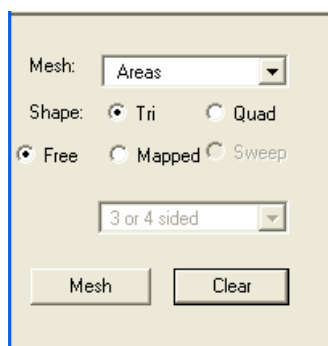 Mesh: Areas
Shape: Tri Quad
Free Mapped Sweep
3 or 4 sided
Mesh Clear